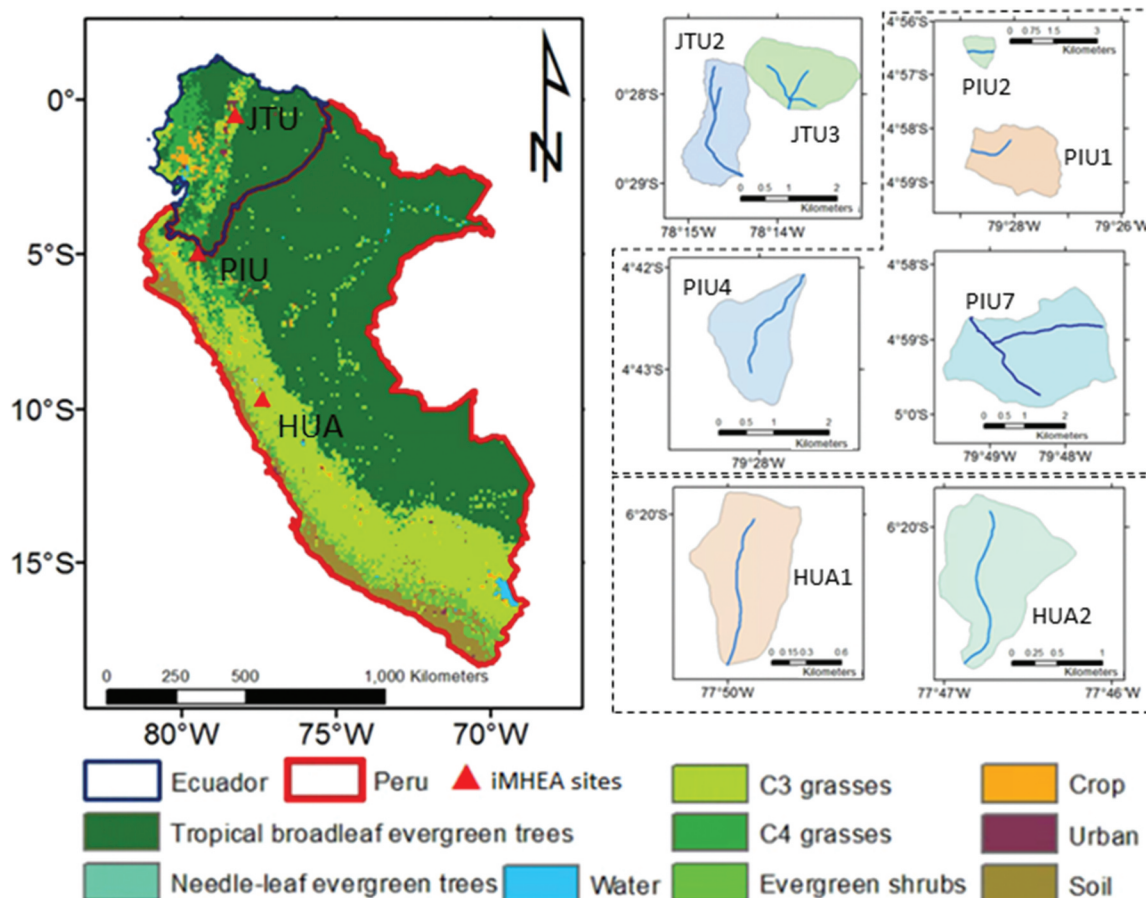 0°
5°S
10°S
15°S
80°W
75°W
70°W
JTU
PIU
HUA
N
0 250 500 1,000 Kilometers
JTU2
JTU3
0°28'S
0°29'S
78°15'W
78°14'W
0 0.5 1 2
Kilometers
4°56'S
4°57'S
4°58'S
4°59'S
79°28'W
79°26'W
0 0.75 1.5 3
Kilometers
PIU2
PIU1
4°42'S
4°43'S
79°28'W
PIU4
0 0.5 1 2
Kilometers
4°58'S
4°59'S
5°0'S
79°49'W
79°48'W
PIU7
0 0.5 1 2
Kilometers
6°20'S
77°50'W
HUA1
0 0.15 0.3 0.6
Kilometers
6°20'S
77°47'W
77°46'W
HUA2
0 0.25 0.5 1
Kilometers
Ecuador
Peru
iMHEA sites
C3 grasses
Crop
Tropical broadleaf evergreen trees
C4 grasses
Urban
Needle-leaf evergreen trees
Water
Evergreen shrubs
Soil